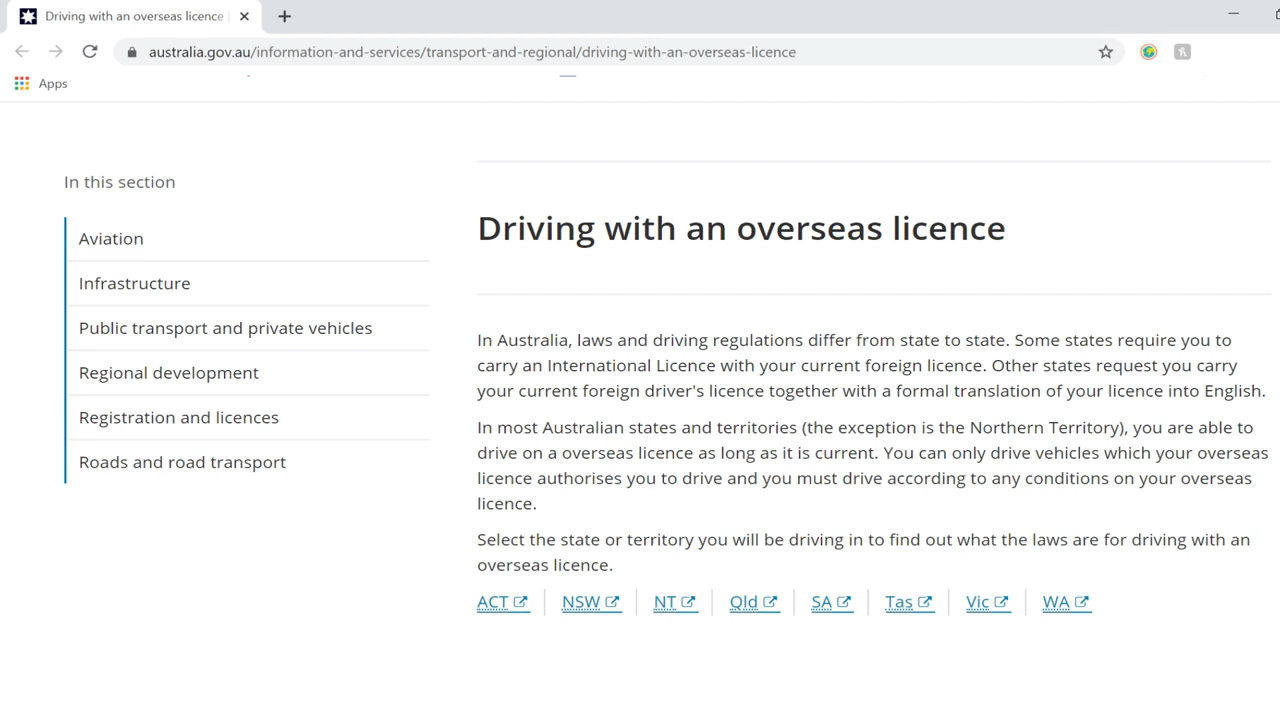 Driving with an overseas licence
australia.gov.au/information-and-services/transport-and-regional/driving-with-an-overseas-licence
Apps
In this section
Aviation
Infrastructure
Public transport and private vehicles
Regional development
Registration and licences
Roads and road transport
Driving with an overseas licence
In Australia, laws and driving regulations differ from state to state. Some states require you to
carry an International Licence with your current foreign licence. Other states request you carry
your current foreign driver's licence together with a formal translation of your licence into English.
In most Australian states and territories (the exception is the Northern Territory), you are able to
drive on a overseas licence as long as it is current. You can only drive vehicles which your overseas
licence authorises you to drive and you must drive according to any conditions on your overseas
licence.
Select the state or territory you will be driving in to find out what the laws are for driving with an
overseas licence.
ACT NSW NT Qld SA Tas Vic WA